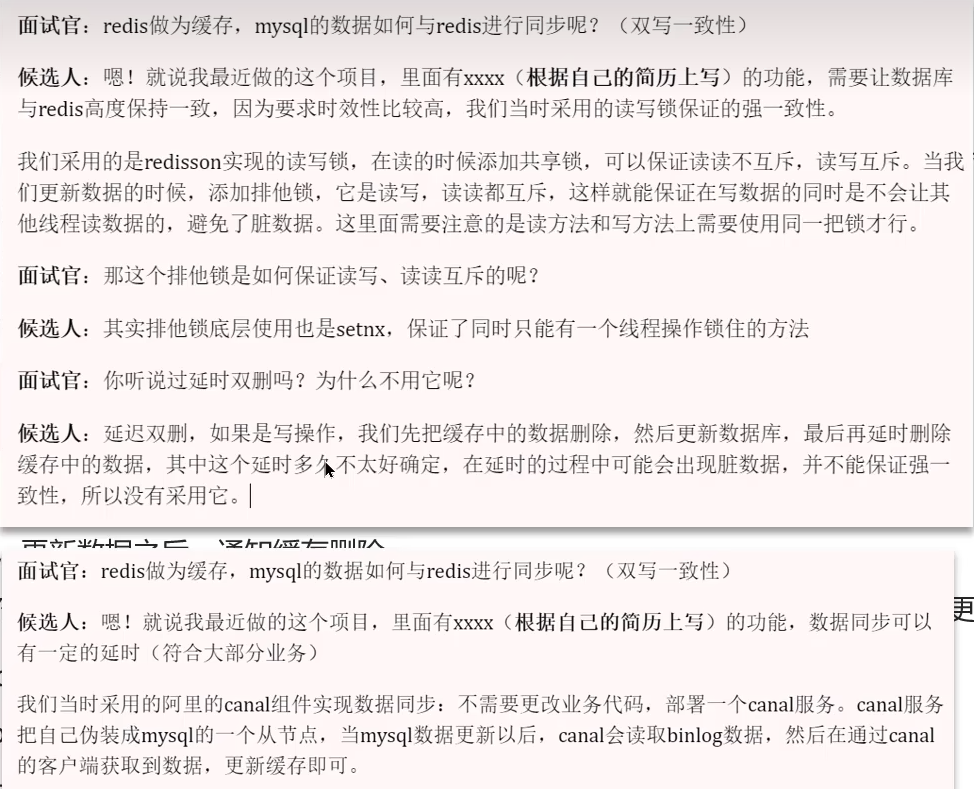 面试官：redis做为缓存，mysql的数据如何与redis进行同步呢？（双写一致性）
候选人：嗯！就说我最近做的这个项目，里面有xxxx（根据自己的简历上写）的功能，需要让数据库
与redis高度保持一致，因为要求时效性比较高，我们当时采用的读写锁保证的强一致性。
我们采用的是redisson实现的读写锁，在读的时候添加共享锁，可以保证读读不互斥，读写互斥。当我
们更新数据的时候，添加排他锁，它是读写，读读都互斥，这样就能保证在写数据的同时是不会让其
他线程读数据的，避免了脏数据。这里面需要注意的是读方法和写方法上需要使用同一把锁才行。
面试官：那这个排他锁是如何保证读写、读读互斥的呢？
候选人：其实排他锁底层使用也是setnx，保证了同时只能有一个线程操作锁住的方法
面试官：你听说过延时双删吗？为什么不用它呢？
候选人：延迟双删，如果是写操作，我们先把缓存中的数据删除，然后更新数据库，最后再延时删除
缓存中的数据，其中这个延时多久不太好确定，在延时的过程中可能会出现脏数据，并不能保证强一
致性，所以没有采用它。
更新数据之后，通知缓存删除
面试官：redis做为缓存，mysql的数据如何与redis进行同步呢？（双写一致性）
更
候选人：嗯！就说我最近做的这个项目，里面有xxxx（根据自己的简历上写）的功能，数据同步可以
有一定的延时（符合大部分业务）
我们当时采用的阿里的canal组件实现数据同步：不需要更改业务代码，部署一个canal服务。canal服务
把自己伪装成mysql的一个从节点，当mysql数据更新以后，canal会读取binlog数据，然后在通过canal
的客户端获取到数据，更新缓存即可。